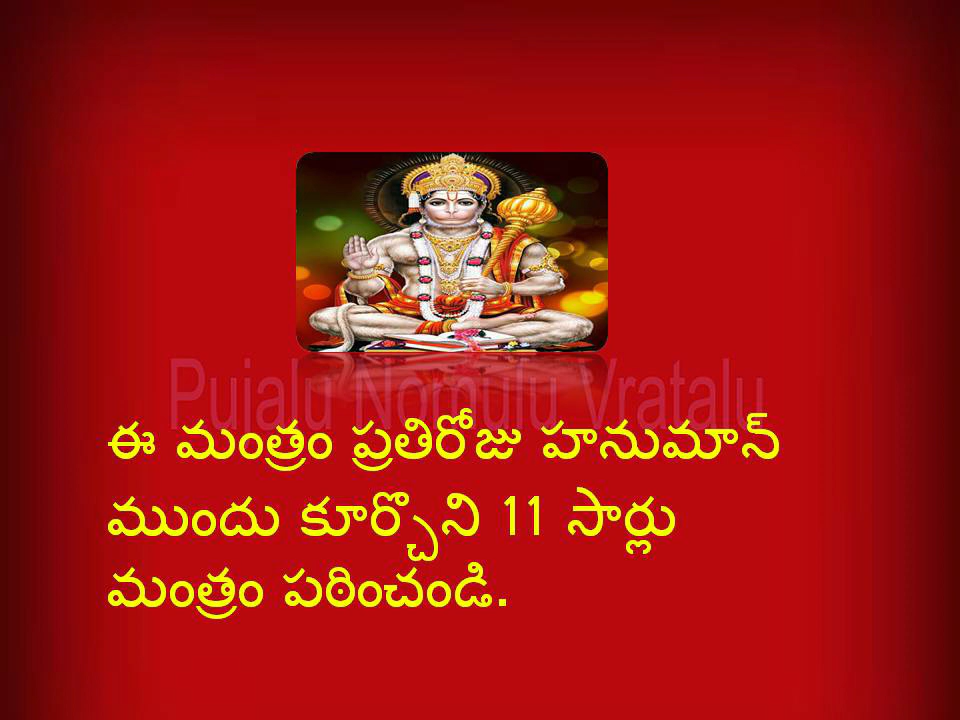 Pujalu Nomulu Vratalu
ఈ మంత్రం ప్రతిరోజు హనుమాన్
ముందు కూర్చొని 11 సార్లు
మంత్రం పఠించండి.